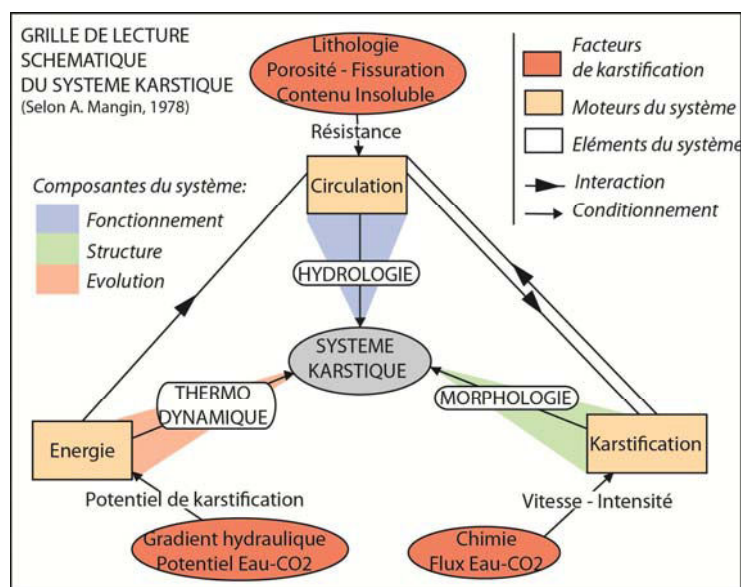 GRILLE DE LECTURE
SCHEMATIQUE
DU SYSTEME KARSTIQUE
(Selon A. Mangin, 1978)
Lithologie
Porosité - Fissuration
Contenu Insoluble
Facteurs
de karstification
Moteurs du système
Eléments du système
Interaction
Conditionnement
Résistance
Circulation
Composantes du système:
Fonctionnement
Structure
Evolution
HYDROLOGIE
SYSTEME
KARSTIQUE
THERMO
DYNAMIQUE
MORPHOLOGIE
Energie
Karstification
Potentiel de karstification
Vitesse - Intensité
Gradient hydraulique
Potentiel Eau-CO2
Chimie
Flux Eau-CO2